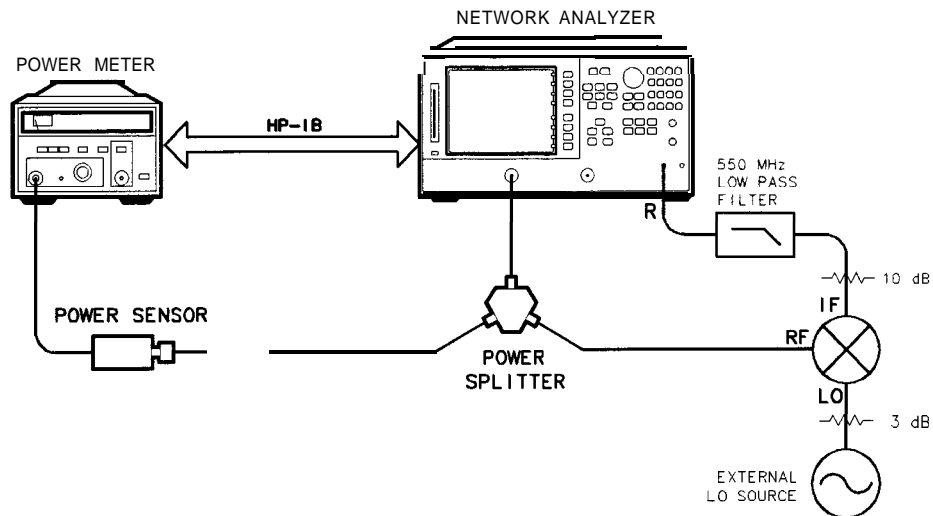 NETWORK ANALYZER
POWER METER
HP-IB
550 MHz
LOW PASS
FILTER
R
10 dB
POWER SENSOR
IF
RF
POWER
SPLITTER
LO
3 dB
EXTERNAL
LO SOURCE